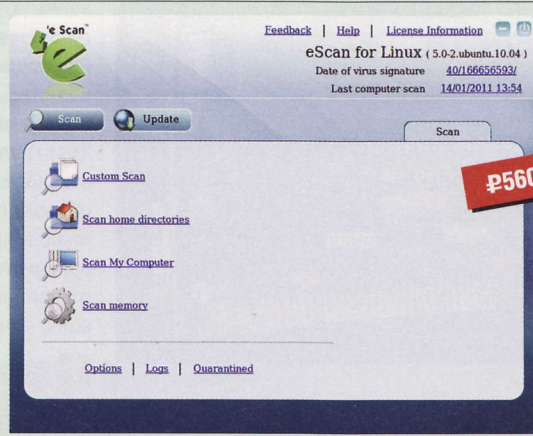 e Scan™
Feedback | Help | License Information
eScan for Linux ( 5.0-2.ubuntu.10.04 )
Date of virus signature 40/166656593/
Last computer scan 14/01/2011 13:54
Scan
Update
Scan
₽560
Custom Scan
Scan home directories
Scan My Computer
Scan memory
Options | Logs | Quarantined